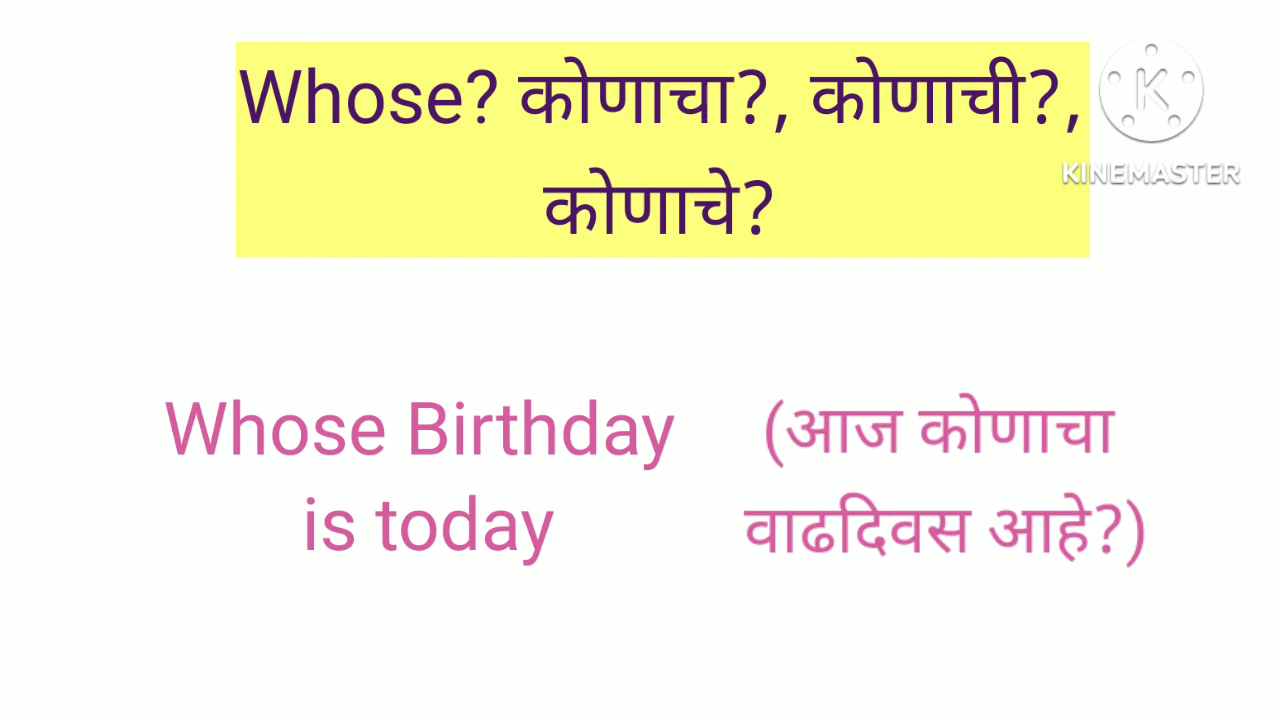 Whose? कोणाचा?, कोणाची?,
कोणाचे?
K
KINEMASTER
Whose Birthday
is today
(आज कोणाचा
वाढदिवस आहे?)